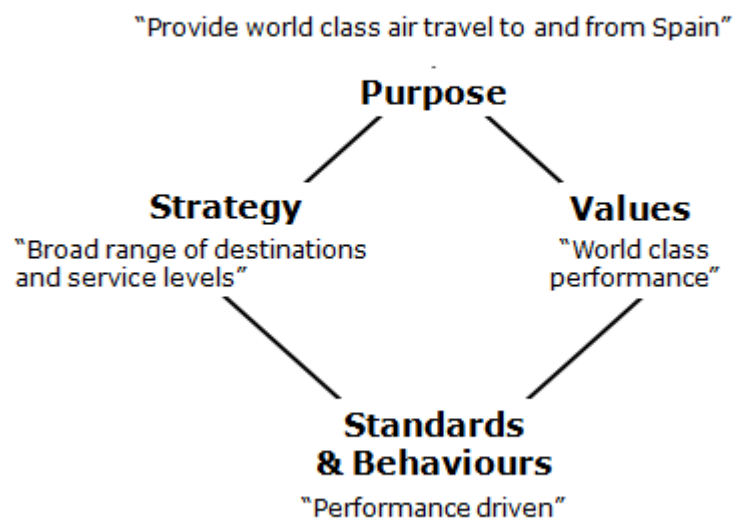 “Provide world class air travel to and from Spain”
Purpose
Strategy
Values
“Broad range of destinations
and service levels”
“World class
performance”
Standards
& Behaviours
“Performance driven”